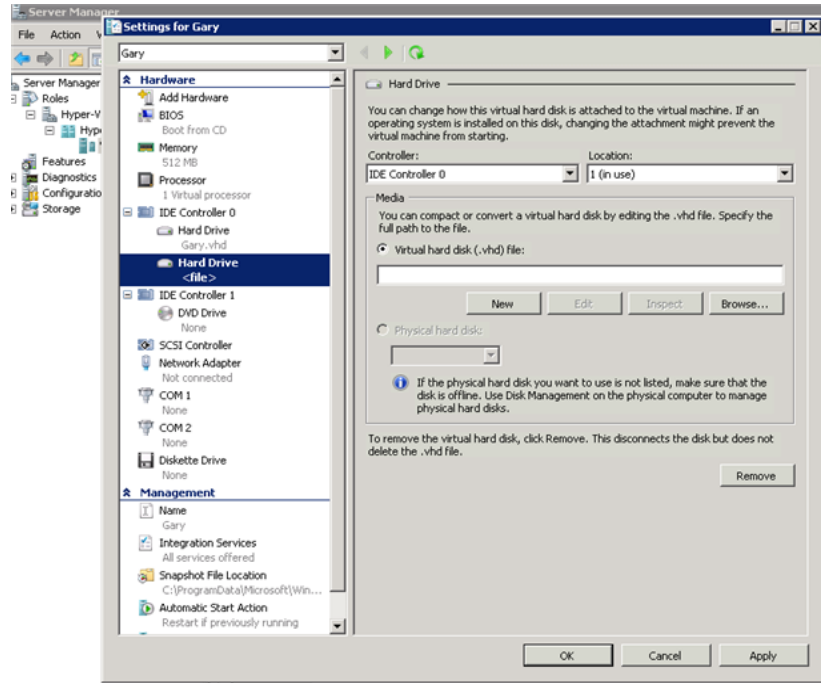 Server Manager
Settings for Gary
File Action
Gary
Server Manager
Roles
Hyper-V
Hype
Features
Diagnostics
Configuratio
Storage
Hardware
Add Hardware
BIOS
Boot from CD
Memory
512 MB
Processor
1 Virtual processor
IDE Controller 0
Hard Drive
Gary.vhd
Hard Drive
<file>
IDE Controller 1
DVD Drive
None
SCSI Controller
Network Adapter
Not connected
COM 1
None
COM 2
None
Diskette Drive
None
Management
Name
Gary
Integration Services
All services offered
Snapshot File Location
C:\ProgramData\Microsoft\Win...
Automatic Start Action
Restart if previously running
Hard Drive
You can change how this virtual hard disk is attached to the virtual machine. If an
operating system is installed on this disk, changing the attachment might prevent the
virtual machine from starting.
Controller: Location:
IDE Controller 0 1 (in use)
Media
You can compact or convert a virtual hard disk by editing the .vhd file. Specify the
full path to the file.
Virtual hard disk (.vhd) file:
New Edit Inspect Browse...
Physical hard disk:
If the physical hard disk you want to use is not listed, make sure that the
disk is offline. Use Disk Management on the physical computer to manage
physical hard disks.
To remove the virtual hard disk, click Remove. This disconnects the disk but does not
delete the .vhd file.
Remove
OK Cancel Apply